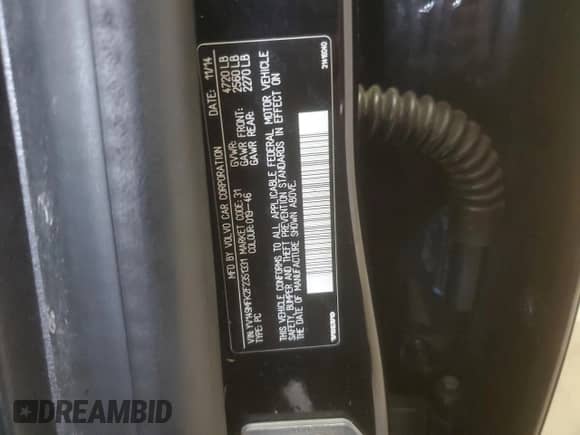 MFD BY VOLVO CAR CORPORATION DATE: 11/14
GVWR: 4720 LB
GAWR FRONT: 2560 LB
GAWR REAR: 2270 LB
VIN: YV149MFK2F2351331 MARKET CODE: 31
TYPE: PC COLOUR: 019-46
THIS VEHICLE CONFORMS TO ALL APPLICABLE FEDERAL MOTOR VEHICLE
SAFETY, BUMPER AND THEFT PREVENTION STANDARDS IN EFFECT ON
THE DATE OF MANUFACTURE SHOWN ABOVE.
VOLVO
DREAMBID